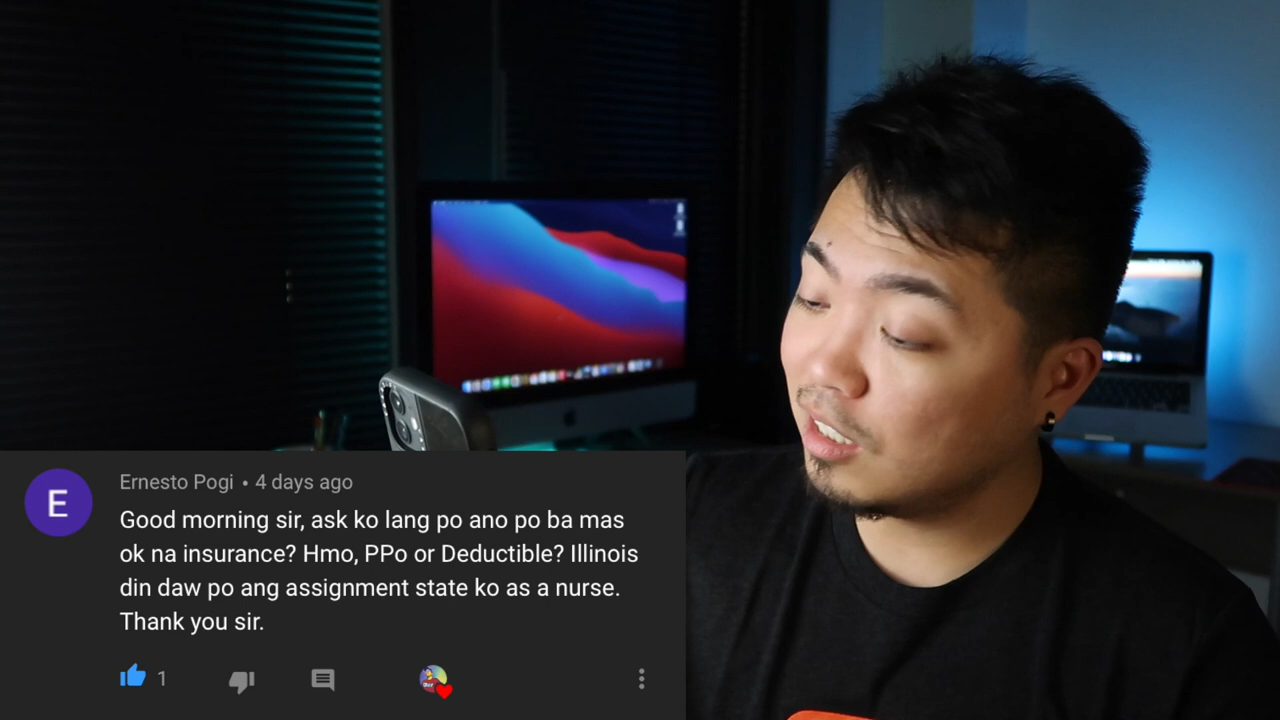 E
Ernesto Pogi • 4 days ago
Good morning sir, ask ko lang po ano po ba mas
ok na insurance? Hmo, PPo or Deductible? Illinois
din daw po ang assignment state ko as a nurse.
Thank you sir.
1